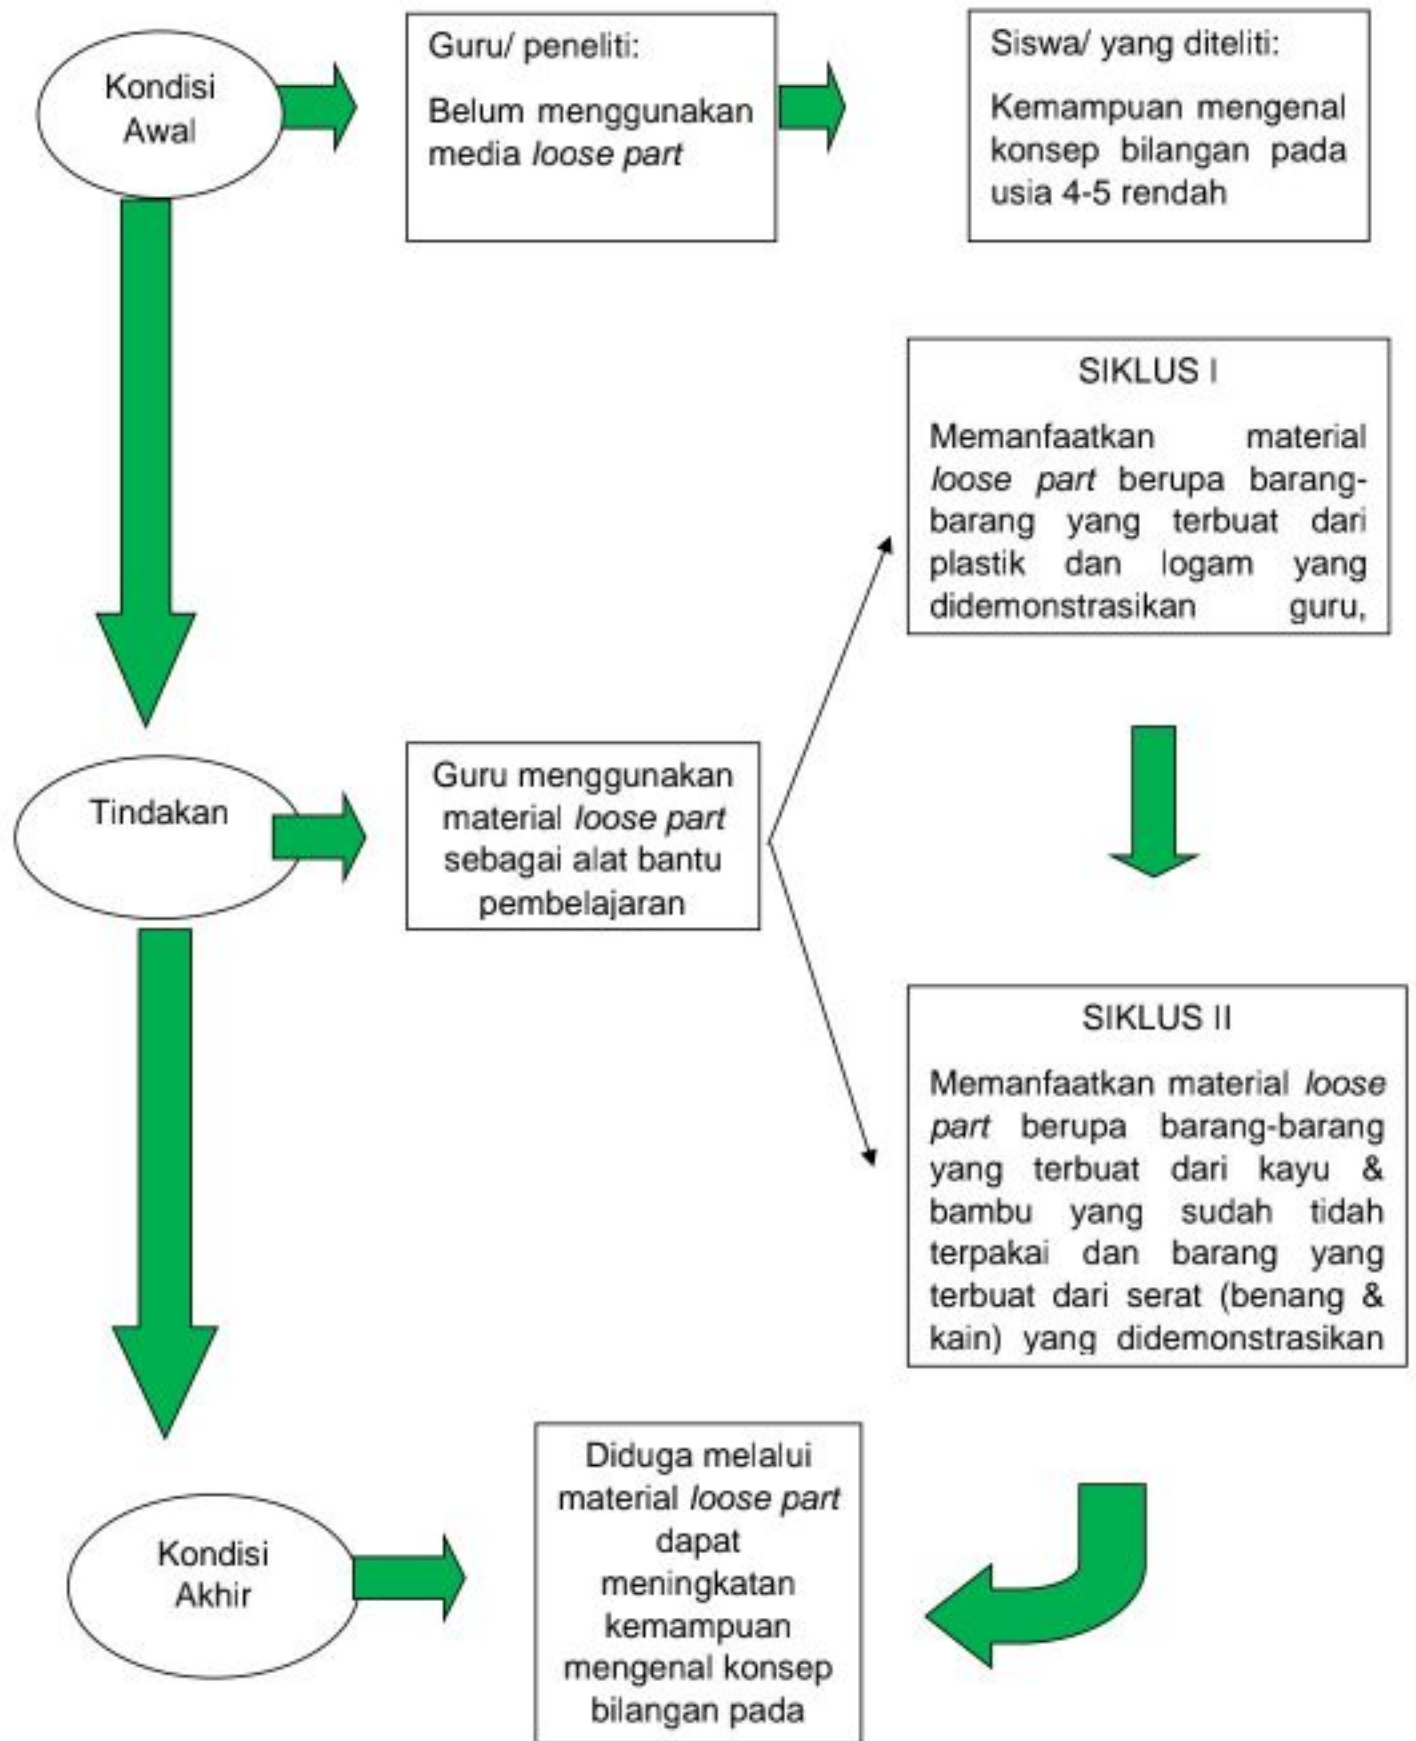 Kondisi
Awal
Guru/ peneliti:
Belum menggunakan
media loose part
Siswa/ yang diteliti:
Kemampuan mengenal
konsep bilangan pada
usia 4-5 rendah
SIKLUS I
Memanfaatkan material
loose part berupa barang-
barang yang terbuat dari
plastik dan logam yang
didemonstrasikan guru,
Tindakan
Guru menggunakan
material loose part
sebagai alat bantu
pembelajaran
SIKLUS II
Memanfaatkan material loose
part berupa barang-barang
yang terbuat dari kayu &
bambu yang sudah tidah
terpakai dan barang yang
terbuat dari serat (benang &
kain) yang didemonstrasikan
Kondisi
Akhir
Diduga melalui
material loose part
dapat
meningkatan
kemampuan
mengenal konsep
bilangan pada